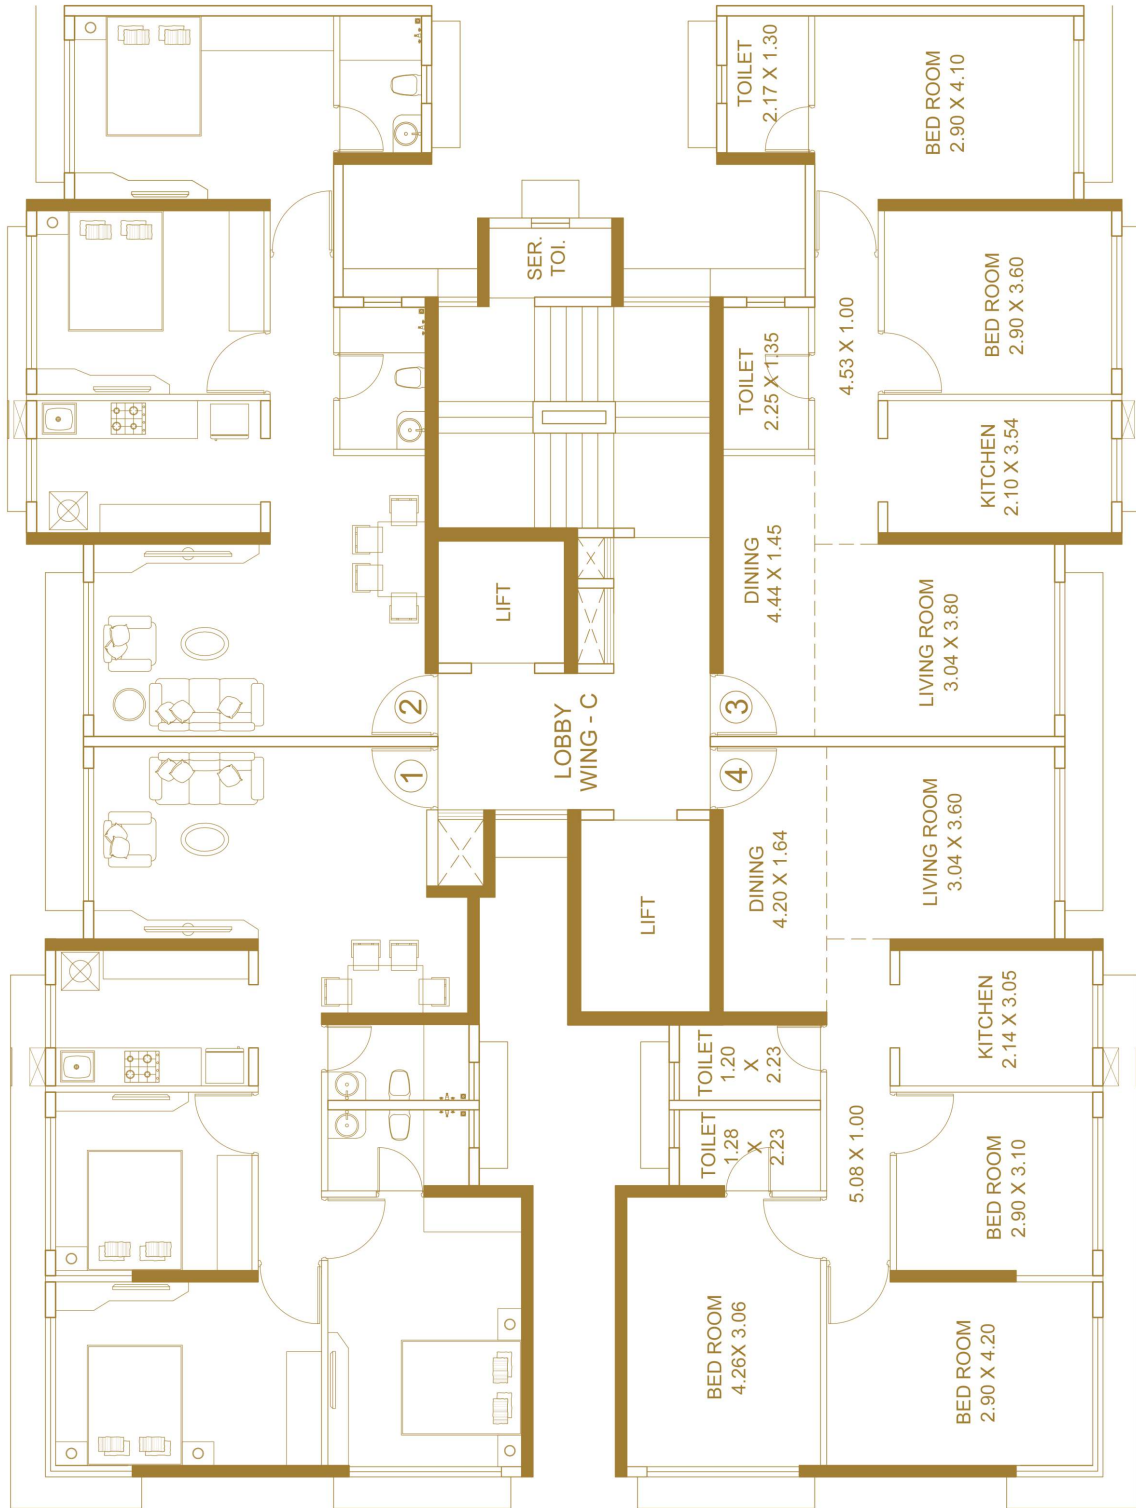 TOILET
2.17 X 1.30
BED ROOM
2.90 X 4.10
SER.
TOI.
BED ROOM
2.90 X 3.60
4.53 X 1.00
TOILET
2.25 X 1.35
KITCHEN
2.10 X 3.54
DINING
4.44 X 1.45
LIFT
LIVING ROOM
3.04 X 3.80
2
3
LOBBY
WING - C
1
4
DINING
4.20 X 1.64
LIVING ROOM
3.04 X 3.60
LIFT
KITCHEN
2.14 X 3.05
TOILET
1.20
X
2.23
TOILET
1.28
X
2.23
5.08 X 1.00
BED ROOM
2.90 X 3.10
BED ROOM
4.26X 3.06
BED ROOM
2.90 X 4.20